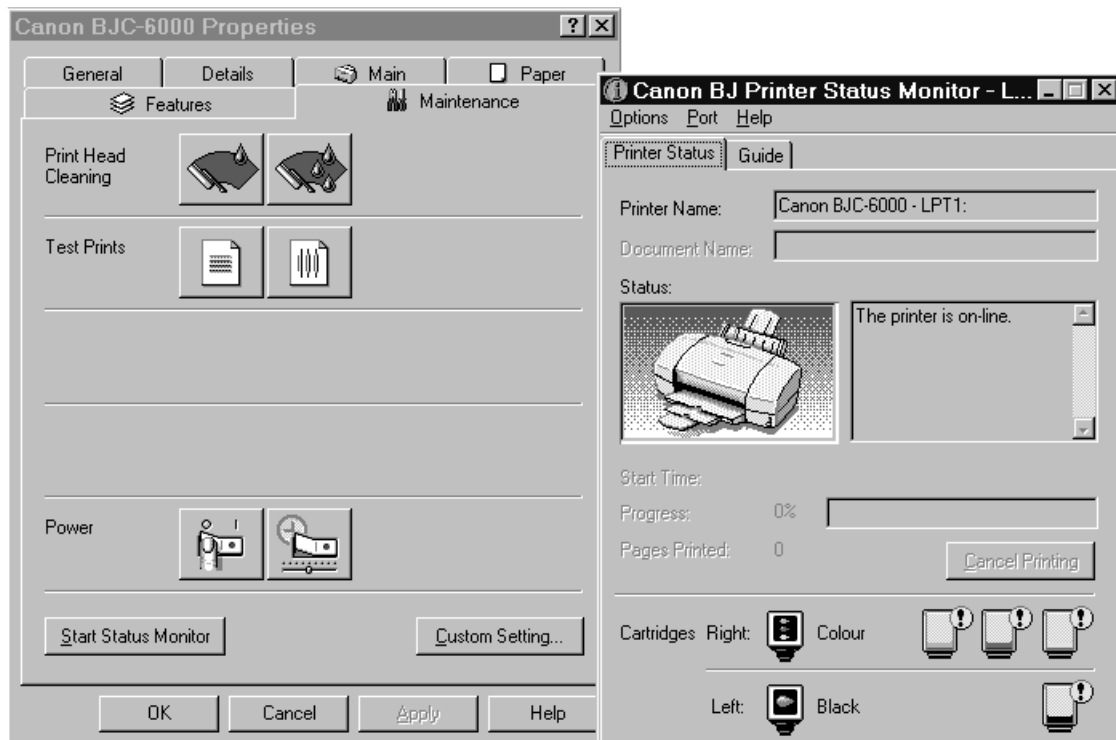 Canon BJC-6000 Properties
General Details Main Paper
Features Maintenance
Print Head
Cleaning
Test Prints
Power
Start Status Monitor Custom Setting...
OK Cancel Apply Help
Canon BJ Printer Status Monitor - L...
Options Port Help
Printer Status Guide
Printer Name: Canon BJC-6000 - LPT1:
Document Name:
Status:
The printer is on-line.
Start Time:
Progress: 0%
Pages Printed: 0
Cancel Printing
Cartridges Right: Colour
Left: Black